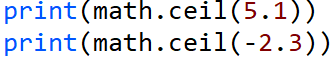 print(math.ceil(5.1))
print(math.ceil(-2.3))